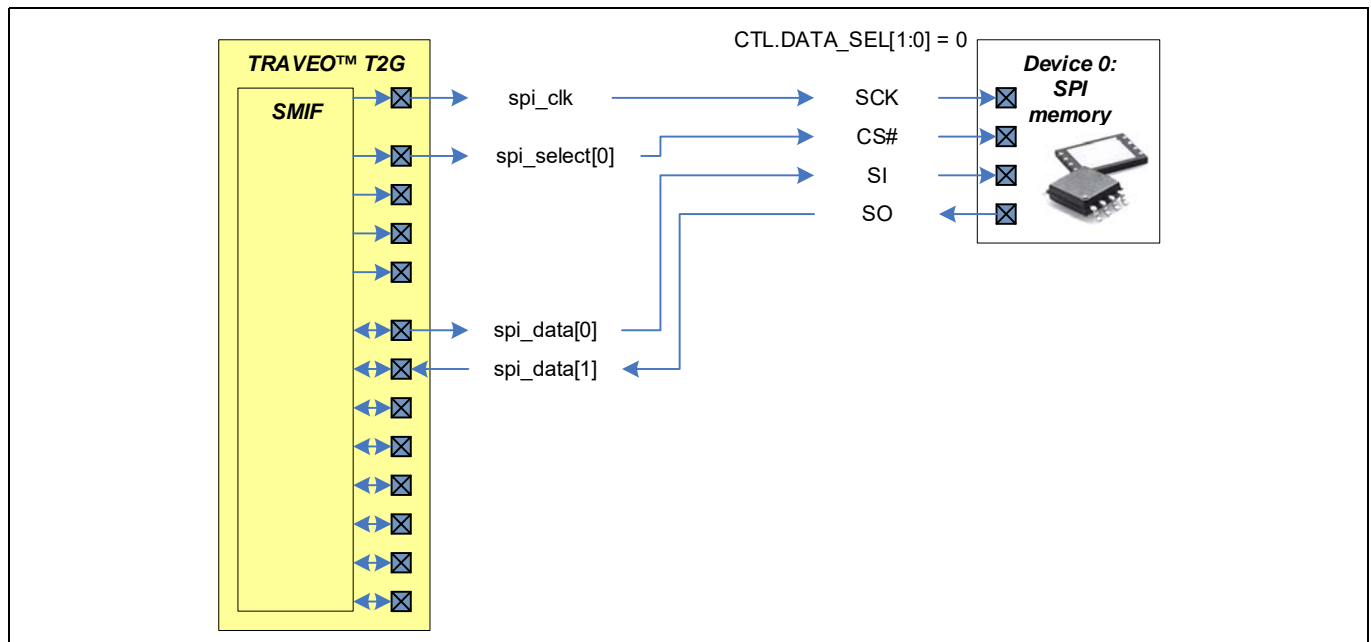 CTL.DATA_SEL[1:0] = 0
TRAVEO™ T2G
SMIF
Device 0:
SPI
memory
spi_clk
SCK
spi_select[0]
CS#
SI
SO
spi_data[0]
spi_data[1]